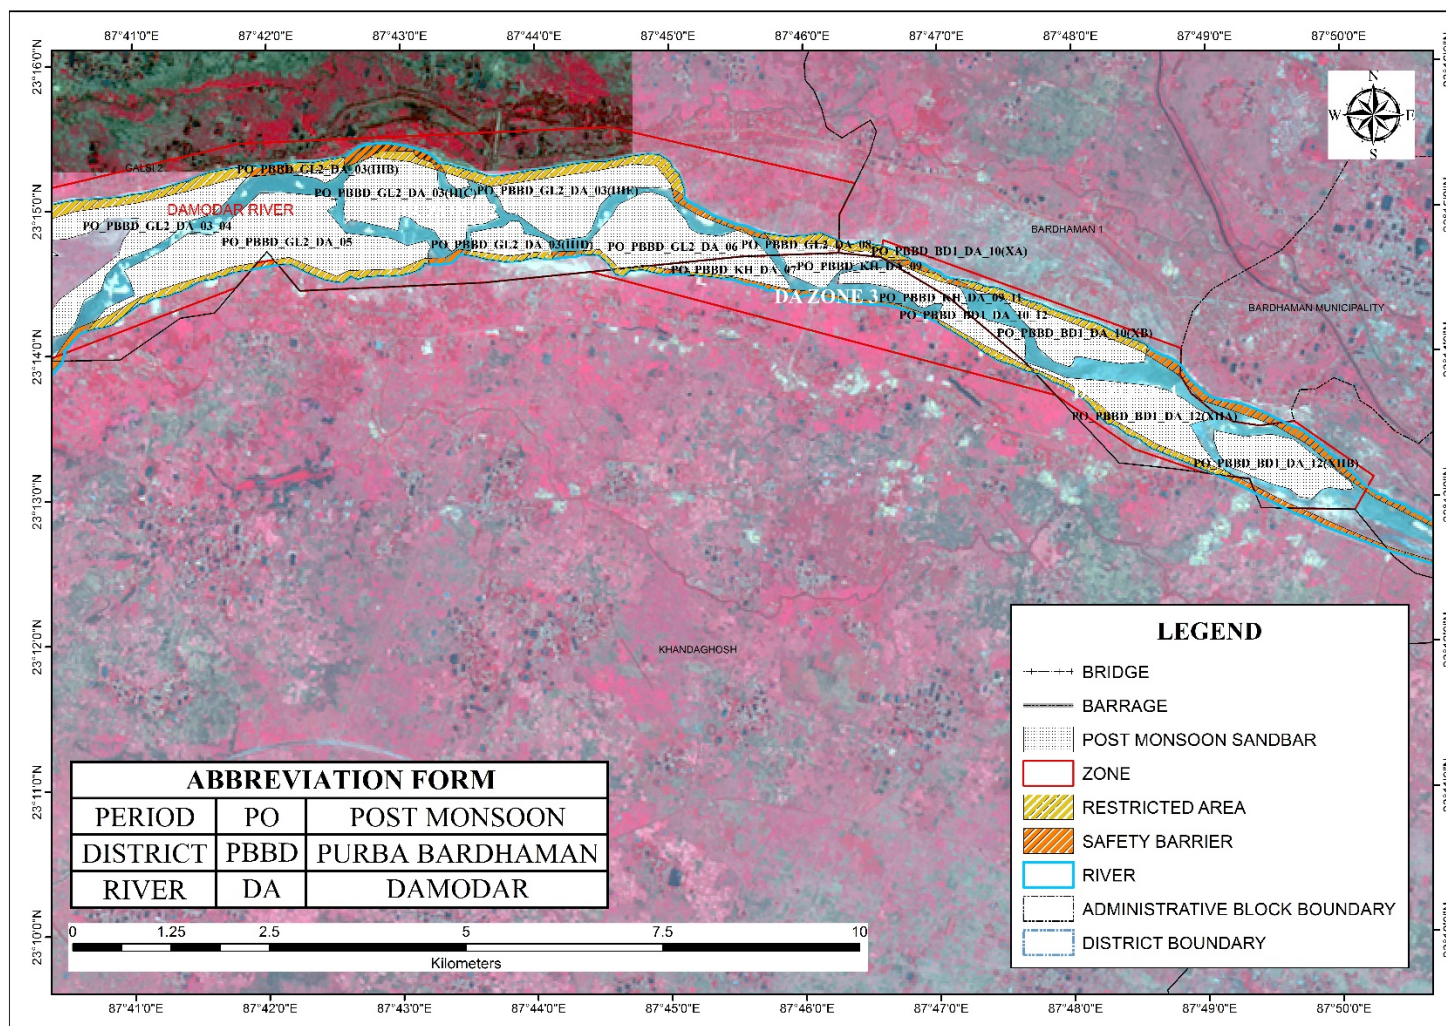 87°41'0"E 87°42'0"E 87°43'0"E 87°44'0"E 87°45'0"E 87°46'0"E 87°47'0"E 87°48'0"E 87°49'0"E 87°50'0"E
23°16'0"N
23°15'0"N
23°14'0"N
23°13'0"N
23°12'0"N
23°11'0"N
23°10'0"N
N
W E
S
GALSI 2
PO_PBBD_GL2_DA_03(IIIB)
PO_PBBD_GL2_DA_03(IIIC)
PO_PBBD_GL2_DA_03(IIIE)
DAMODAR RIVER
PO_PBBD_GL2_DA_03_04
PO_PBBD_GL2_DA_05
PO_PBBD_GL2_DA_03(IIID)
PO_PBBD_GL2_DA_06
PO_PBBD_GL2_DA_08
PO_PBBD_BD1_DA_10(XA)
BARDHAMAN 1
PO_PBBD_KH_DA_07
PO_PBBD_KH_DA_09
DA ZONE 3
PO_PBBD_KH_DA_09_11
PO_PBBD_BD1_DA_10_12
PO_PBBD_BD1_DA_10(XB)
BARDHAMAN MUNICIPALITY
PO_PBBD_BD1_DA_12(XIIA)
PO_PBBD_BD1_DA_12(XIIB)
KHANDAGHOSH
LEGEND
BRIDGE
BARRAGE
POST MONSOON SANDBAR
ZONE
RESTRICTED AREA
SAFETY BARRIER
RIVER
ADMINISTRATIVE BLOCK BOUNDARY
DISTRICT BOUNDARY
ABBREVIATION FORM
PERIOD PO POST MONSOON
DISTRICT PBBD PURBA BARDHAMAN
RIVER DA DAMODAR
0 1.25 2.5 5 7.5 10
Kilometers
87°41'0"E 87°42'0"E 87°43'0"E 87°44'0"E 87°45'0"E 87°46'0"E 87°47'0"E 87°48'0"E 87°49'0"E 87°50'0"E